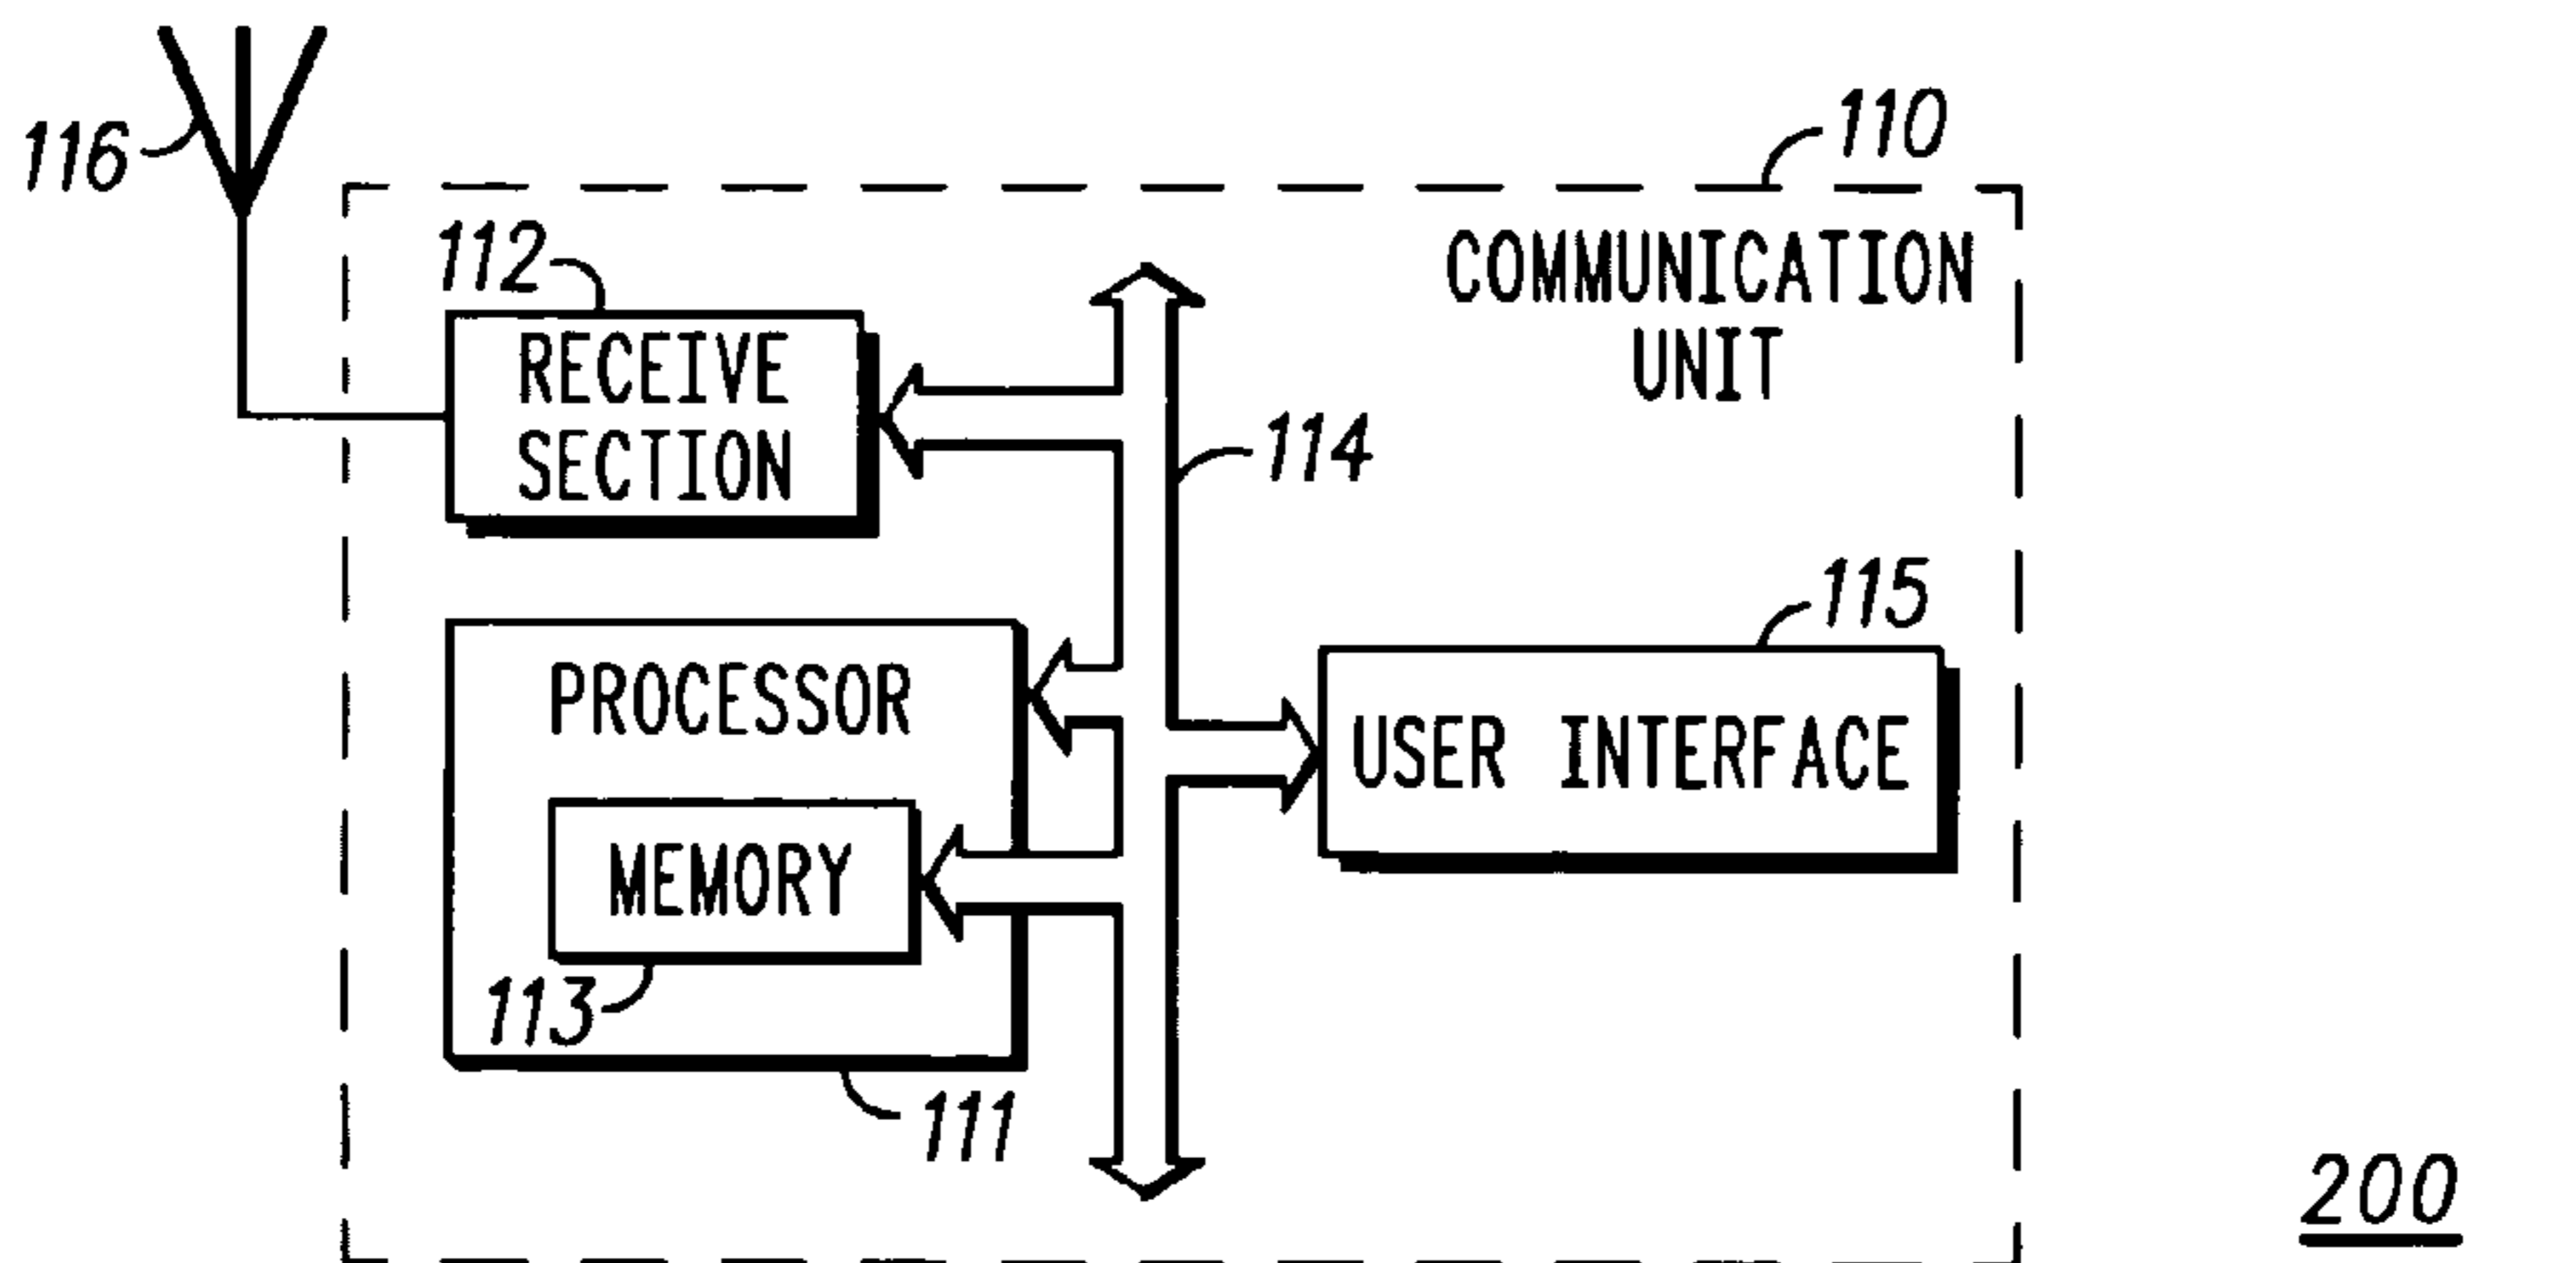 116
110
COMMUNICATION
UNIT
112
RECEIVE
SECTION
114
115
PROCESSOR
USER INTERFACE
MEMORY
113
111
200